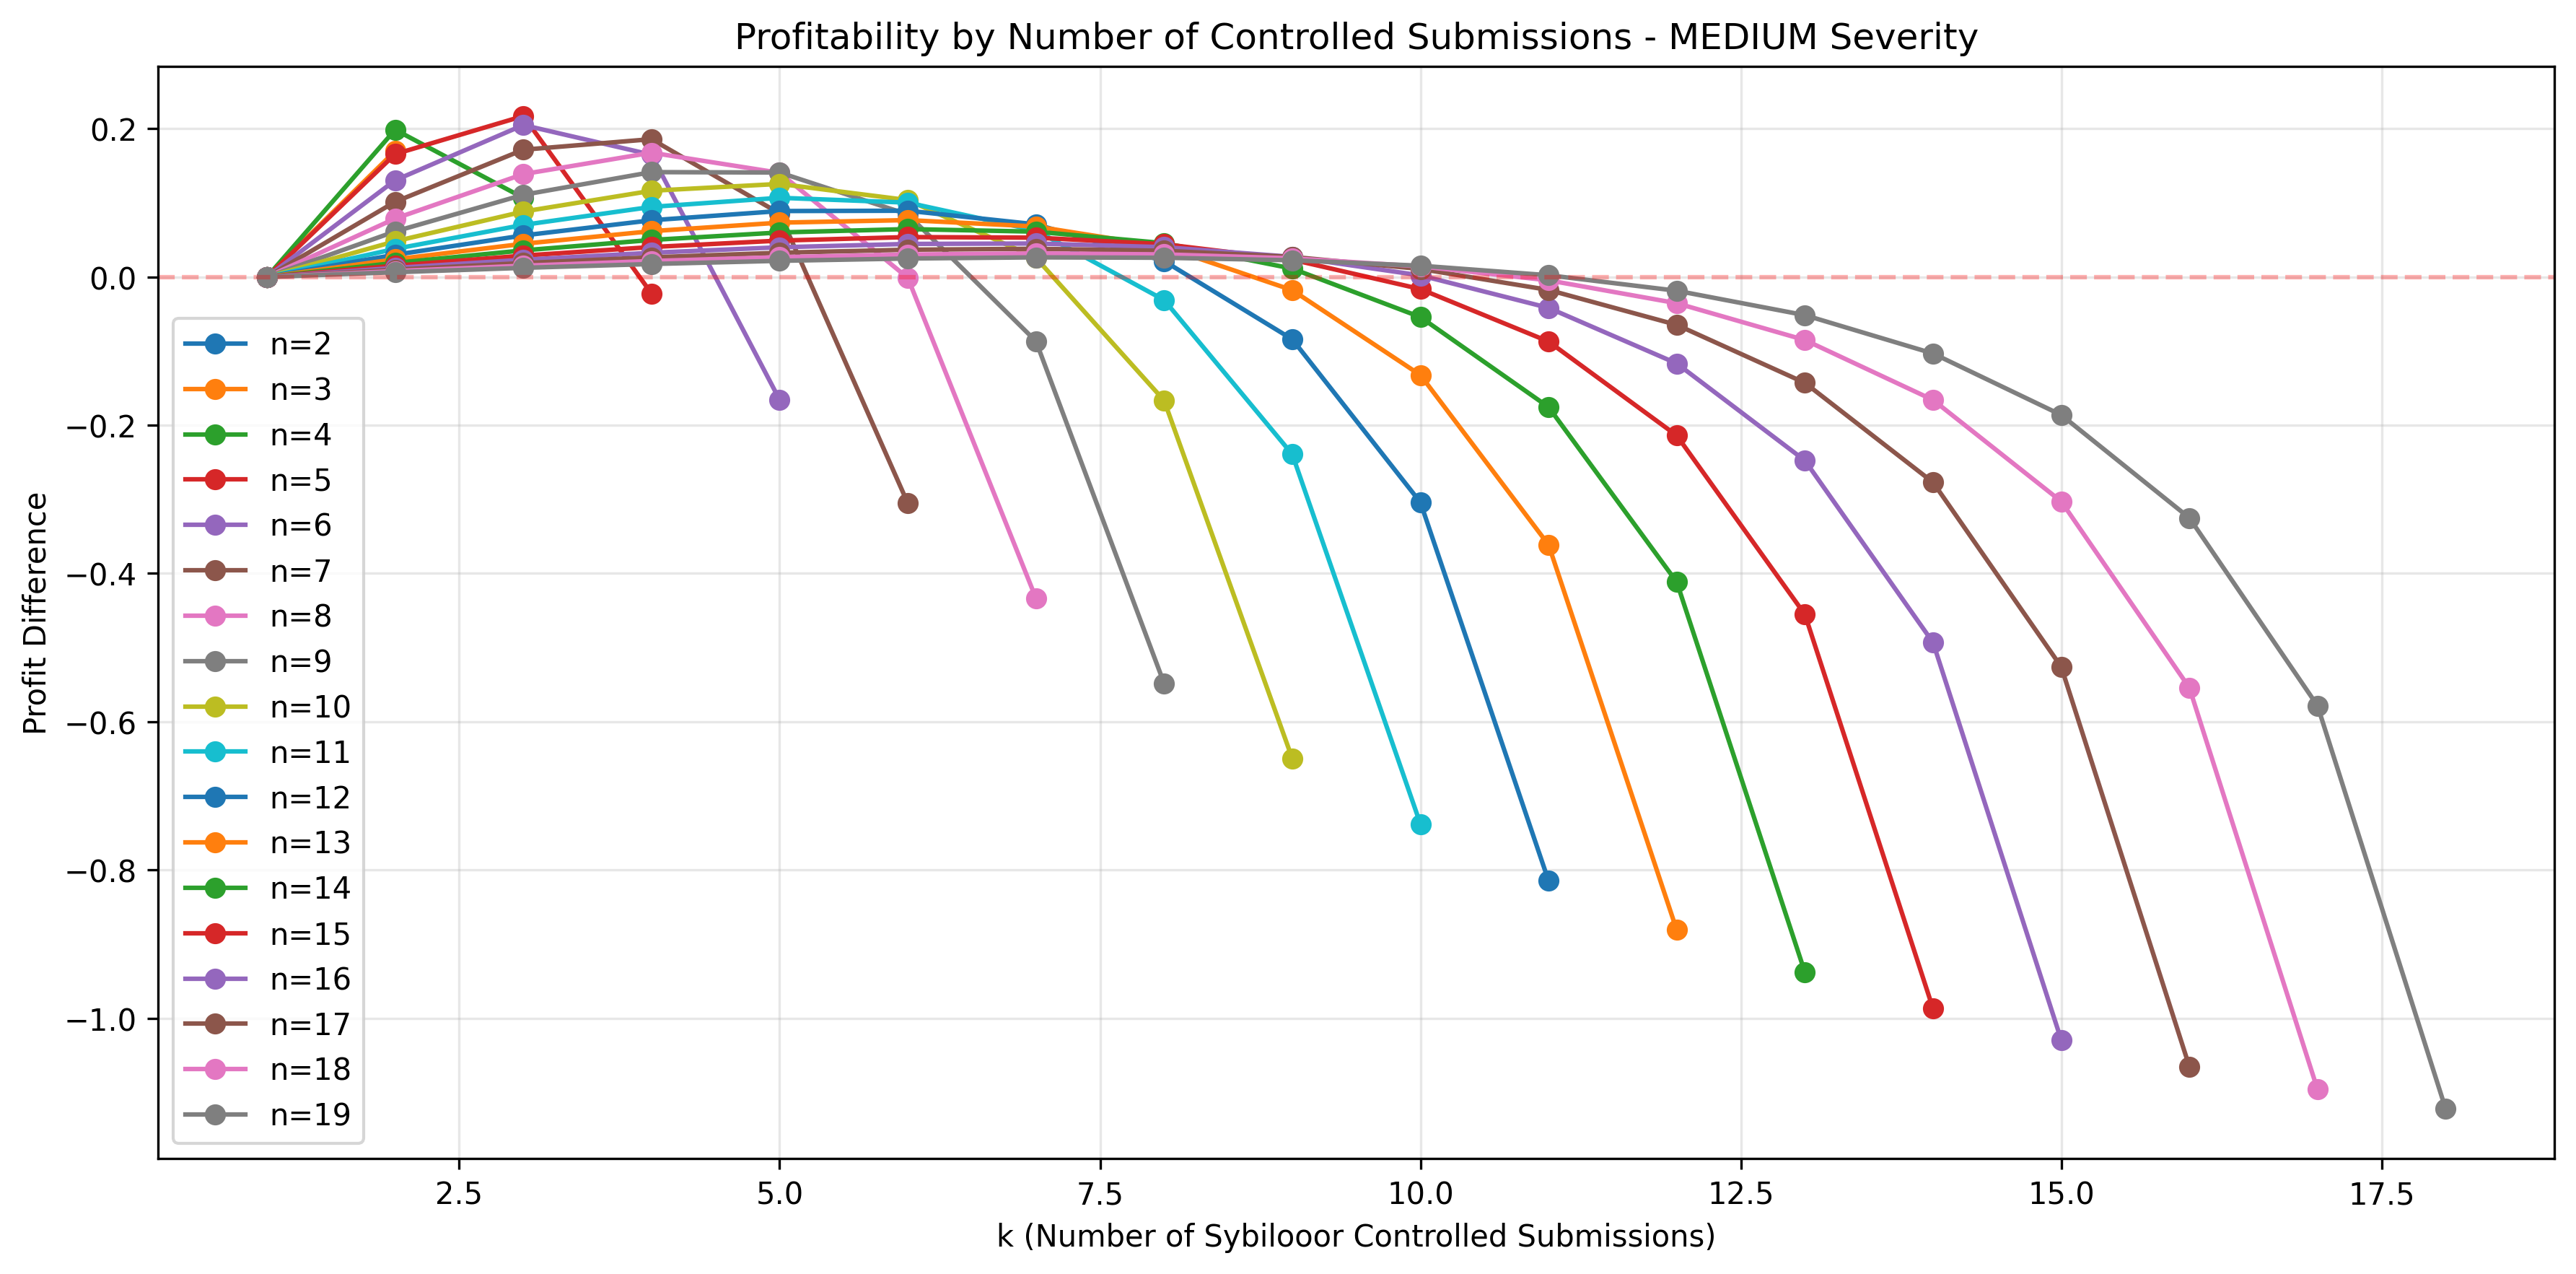 Profitability by Number of Controlled Submissions - MEDIUM Severity
0.2
0.0
−0.2
−0.4
−0.6
−0.8
−1.0
Profit Difference
n=2
n=3
n=4
n=5
n=6
n=7
n=8
n=9
n=10
n=11
n=12
n=13
n=14
n=15
n=16
n=17
n=18
n=19
2.5 5.0 7.5 10.0 12.5 15.0 17.5
k (Number of Sybilooor Controlled Submissions)